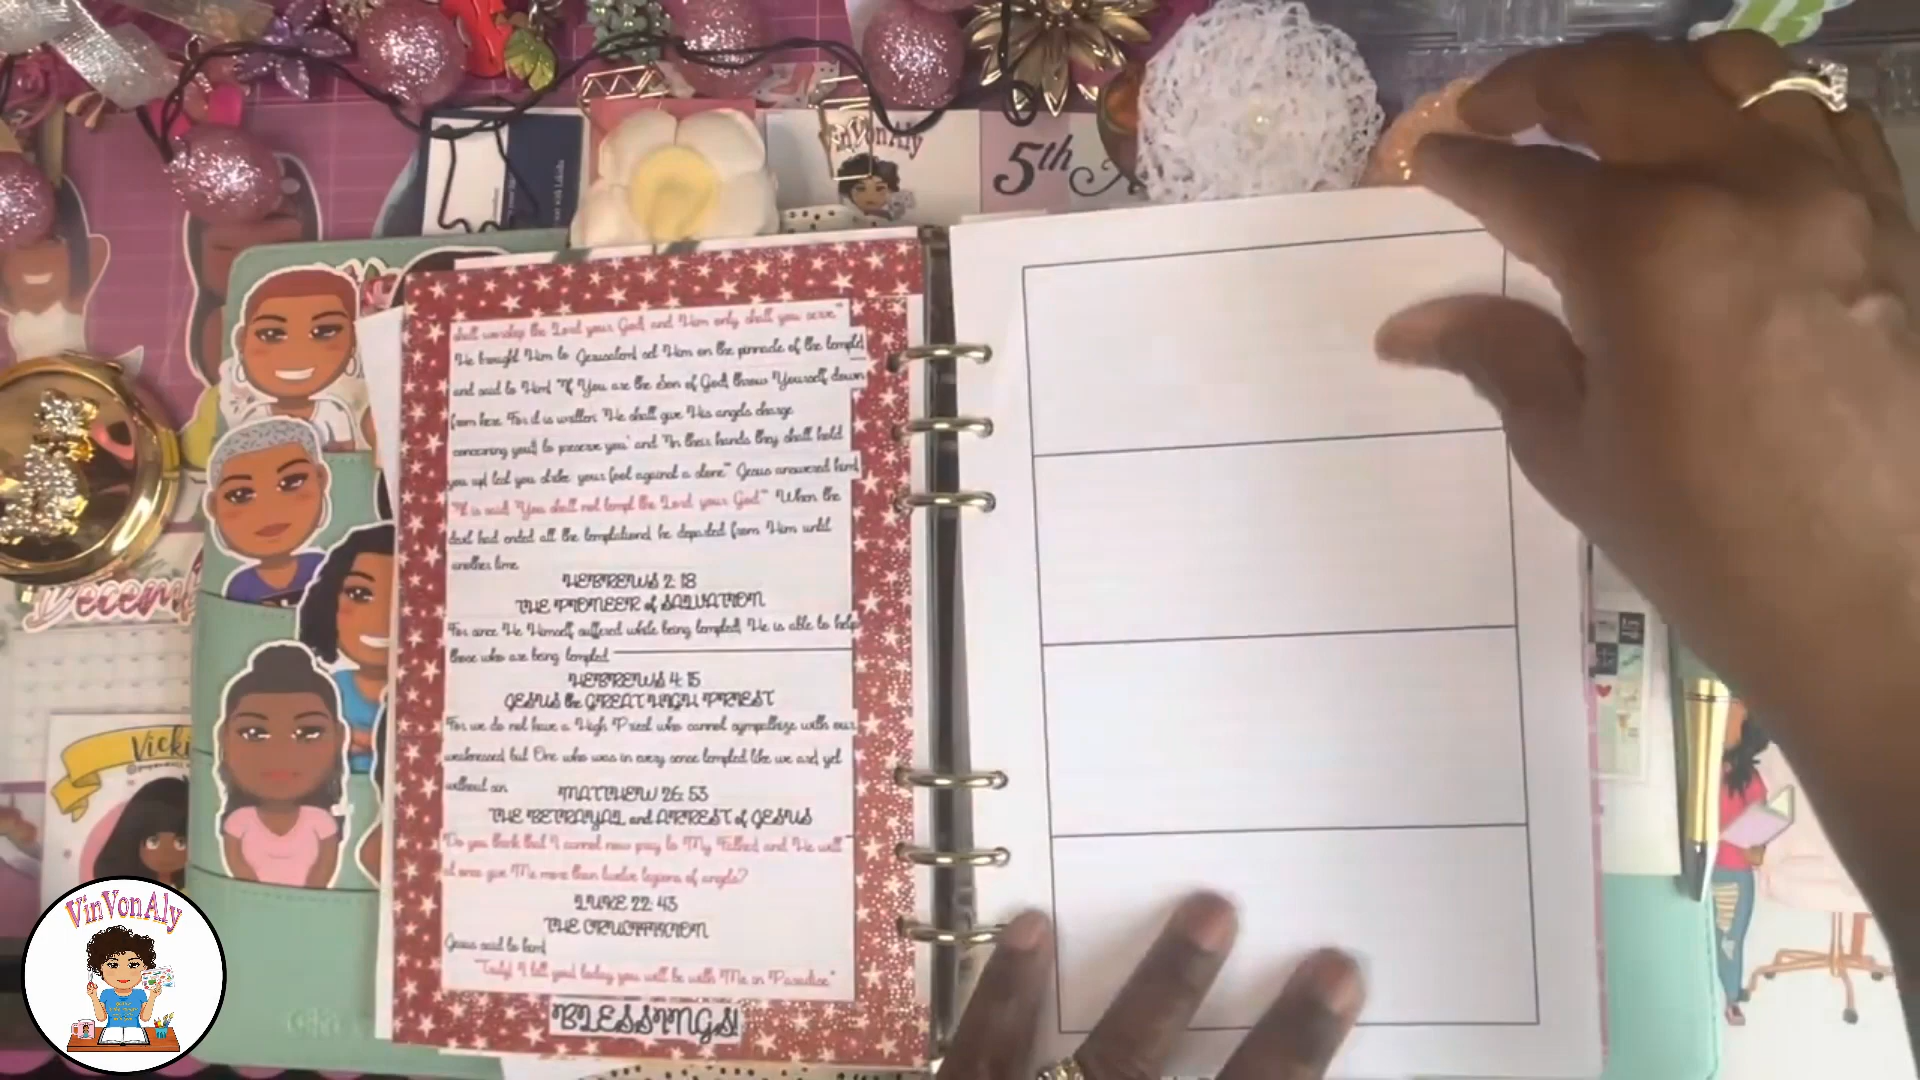 VinVonAly
5th
shall worship the Lord your God, and Him only shall you serve."
He brought Him to Jerusalem, set Him on the pinnacle of the temple,
and said to Him, "If You are the Son of God, throw Yourself down
from here. For it is written: 'He shall give His angels charge
concerning you, to preserve you' and 'In their hands they shall hold
you up, lest you strike your foot against a stone.'" Jesus answered him,
"It is said, 'You shall not tempt the Lord your God.'" When the
devil had ended all the temptations, he departed from Him until
another time.
HEBREWS 2: 18
THE PIONEER of SALVATION
For since He Himself suffered while being tempted, He is able to help
those who are being tempted.
HEBREWS 4: 15
JESUS the GREAT HIGH PRIEST
For we do not have a High Priest who cannot sympathize with our
weaknesses, but One who was in every sense tempted like we are, yet
without sin.
MATTHEW 26: 53
THE BETRAYAL and ARREST of JESUS
"Do you think that I cannot now pray to My Father, and He will
at once give Me more than twelve legions of angels?
LUKE 22: 43
THE CRUCIFIXION
Jesus said to him,
"Truly, I tell you, today you will be with Me in Paradise."
BLESSINGS!
Decem
Vicki
VinVonAly